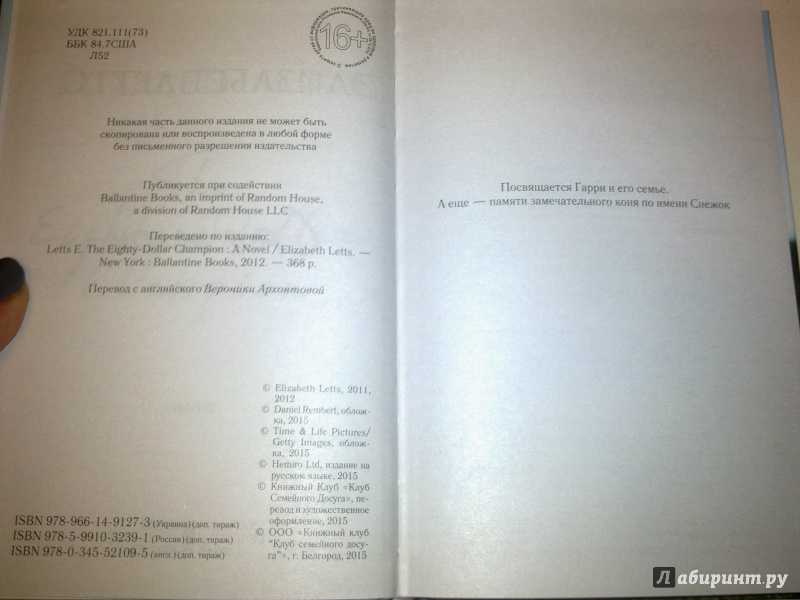 УДК 821.111(73)
ББК 84.7США
Л52
16+
Никакая часть данного издания не может быть
скопирована или воспроизведена в любой форме
без письменного разрешения издательства
Публикуется при содействии
Ballantine Books, an imprint of Random House,
a division of Random House LLC
Переведено по изданию:
Letts E. The Eighty-Dollar Champion : A Novel / Elizabeth Letts. —
New York : Ballantine Books, 2012. — 368 p.
Перевод с английского Вероники Архонтовой
© Elizabeth Letts, 2011,
2012
© Daniel Rembert, облож-
ка, 2015
© Time & Life Pictures/
Getty Images, облож-
ка, 2015
© Hemiro Ltd, издание на
русском языке, 2015
© Книжный Клуб «Клуб
Семейного Досуга», пе-
ревод и художественное
оформление, 2015
© ООО «Книжный клуб
"Клуб семейного досу-
га"», г. Белгород, 2015
ISBN 978-966-14-9127-3 (Украина) (доп. тираж)
ISBN 978-5-9910-3239-1 (Россия) (доп. тираж)
ISBN 978-0-345-52109-5 (англ.) (доп. тираж)
Посвящается Гарри и его семье.
А еще — памяти замечательного коня по имени Снежок
Лабиринт.ру